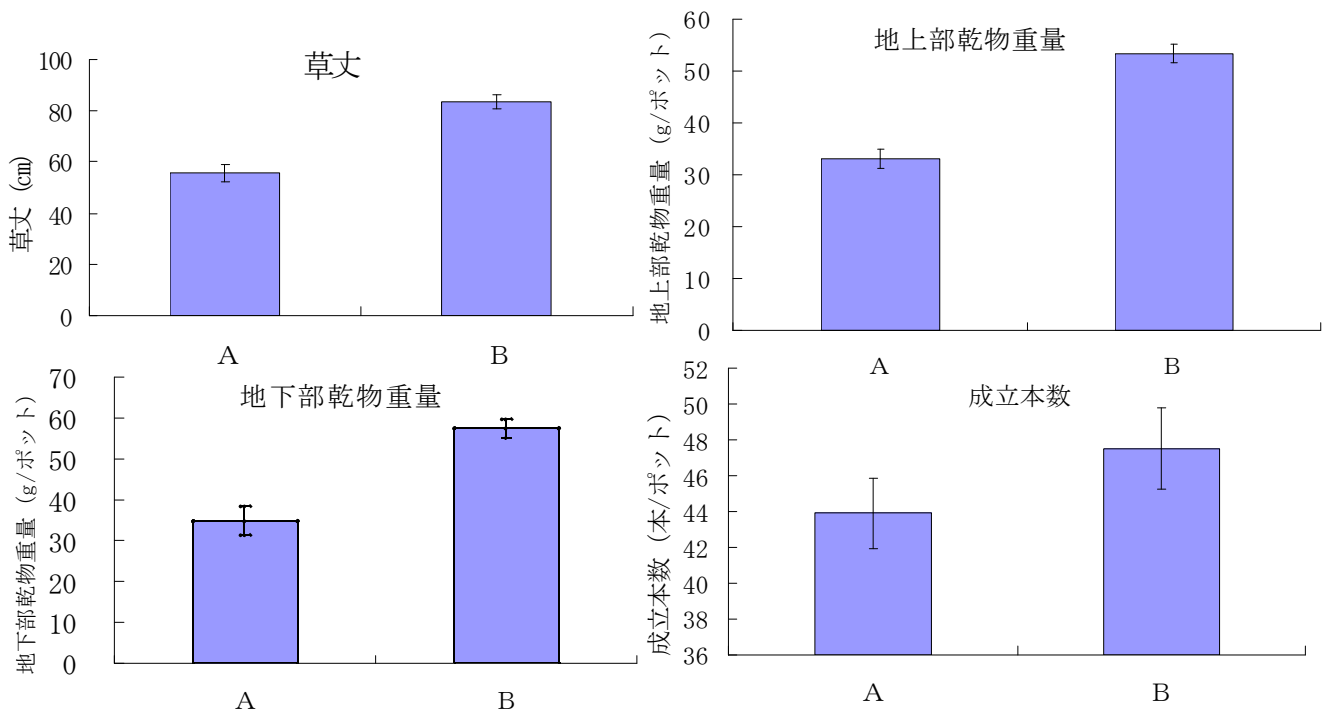 草丈
草丈 (cm)
100
80
60
40
20
0
A
B
地上部乾物重量
地上部乾物重量 (g/ポット)
60
50
40
30
20
10
0
A
B
地下部乾物重量
地下部乾物重量 (g/ポット)
70
60
50
40
30
20
10
0
A
B
成立本数
成立本数 (本/ポット)
52
50
48
46
44
42
40
38
36
A
B